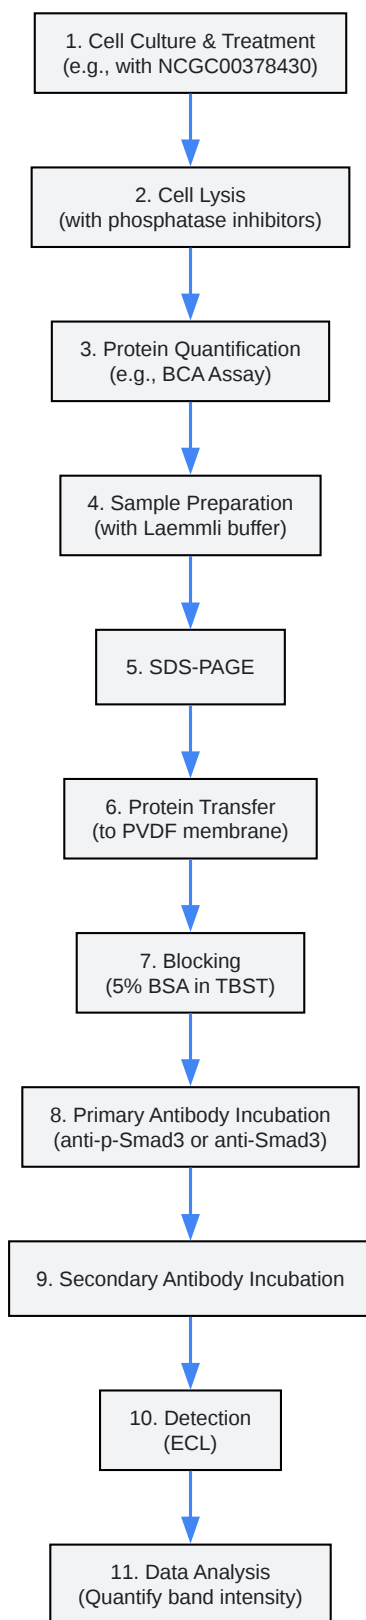 1. Cell Culture & Treatment
(e.g., with NCGC00378430)
2. Cell Lysis
(with phosphatase inhibitors)
3. Protein Quantification
(e.g., BCA Assay)
4. Sample Preparation
(with Laemmli buffer)
5. SDS-PAGE
6. Protein Transfer
(to PVDF membrane)
7. Blocking
(5% BSA in TBST)
8. Primary Antibody Incubation
(anti-p-Smad3 or anti-Smad3)
9. Secondary Antibody Incubation
10. Detection
(ECL)
11. Data Analysis
(Quantify band intensity)